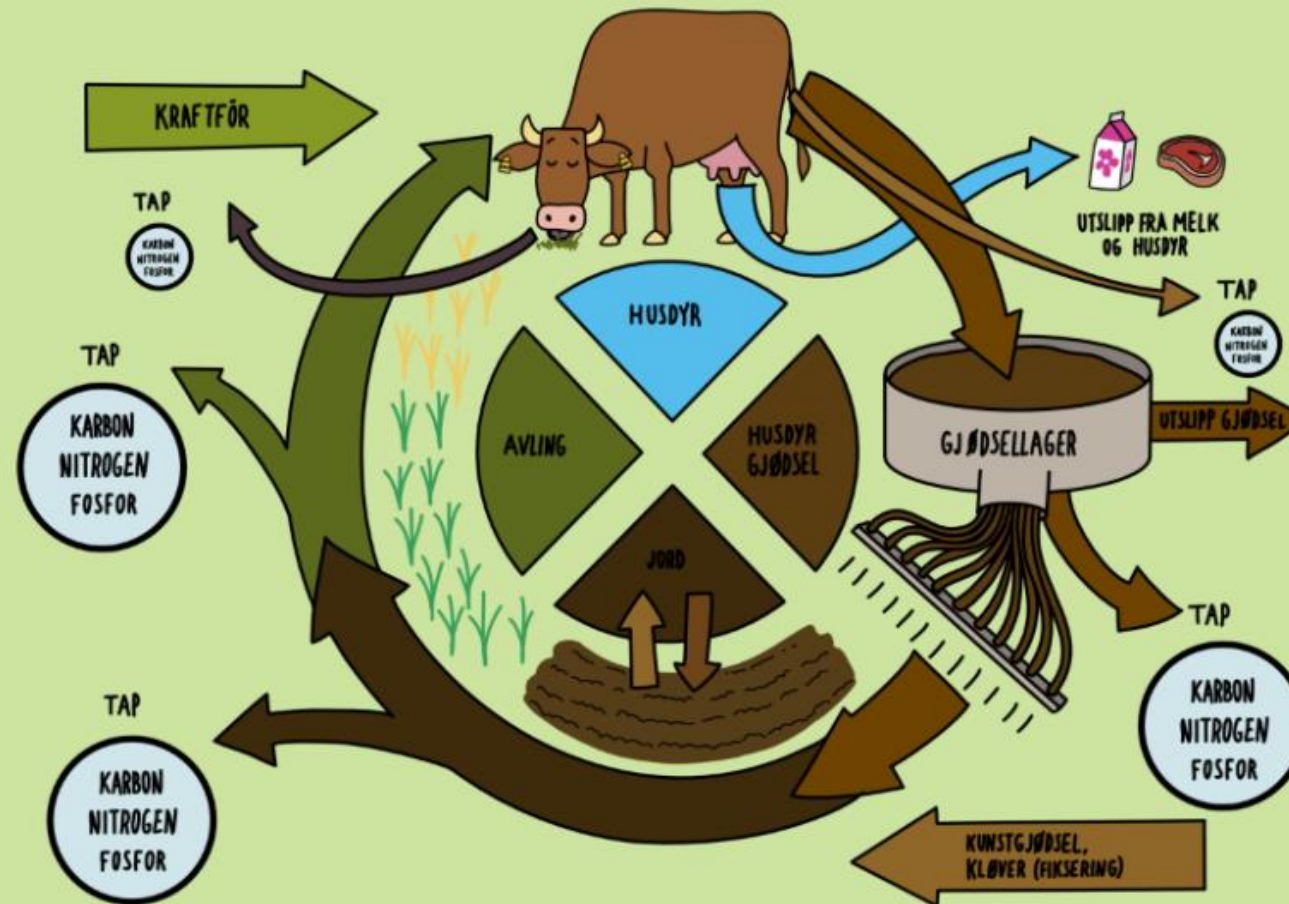 KRAFTFÔR
TAP
KARBON
NITROGEN
FOSFOR
UTSLIPP FRA MELK
OG HUSDYR
TAP
KARBON
NITROGEN
FOSFOR
HUSDYR
TAP
KARBON
NITROGEN
FOSFOR
AVLING
HUSDYR
GJØDSEL
GJØDSELLAGER
UTSLIPP GJØDSEL
JORD
TAP
KARBON
NITROGEN
FOSFOR
TAP
KARBON
NITROGEN
FOSFOR
KUNSTGJØDSEL,
KLØVER (FIKSERING)